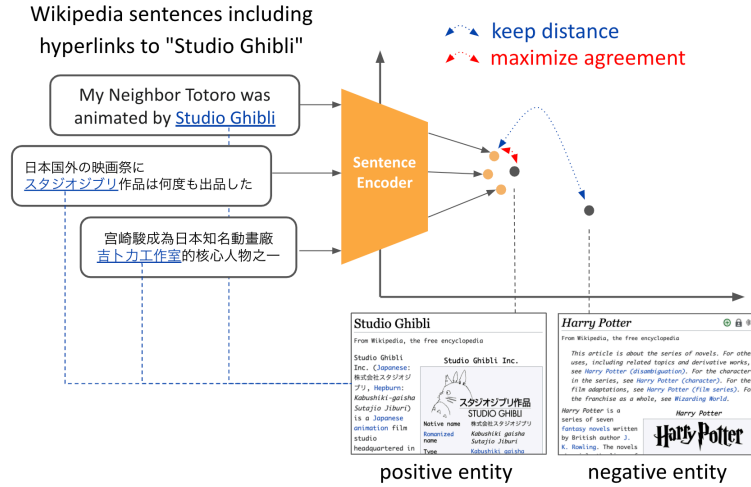 Wikipedia sentences including
hyperlinks to "Studio Ghibli"
keep distance
maximize agreement
My Neighbor Totoro was
animated by Studio Ghibli
日本国外の映画祭に
スタジオジブリ作品は何度も出品した
宮崎駿成為日本知名動畫廠
吉卜力工作室的核心人物之一
Sentence
Encoder
Studio Ghibli
From Wikipedia, the free encyclopedia
Studio Ghibli
Inc. (Japanese:
株式会社スタジオジ
ブリ, Hepburn:
Kabushiki-gaisha
Sutajio Jiburi)
is a Japanese
animation film
studio
headquartered in
Studio Ghibli Inc.
スタジオジブリ作品
STUDIO GHIBLI
Native name 株式会社スタジオジブリ
Romanized name Kabushiki gaisha Sutajio Jiburi
Type
Harry Potter
From Wikipedia, the free encyclopedia
This article is about the series of novels. For othe
uses, including related topics and derivative works,
see Harry Potter (disambiguation). For the character
in the series, see Harry Potter (character). For the
film adaptations, see Harry Potter (film series). Fo
the franchise as a whole, see Wizarding World.
Harry Potter is a
series of seven
fantasy novels written
by British author J.
K. Rowling. The novels
Harry Potter
Harry Potter
positive entity
negative entity